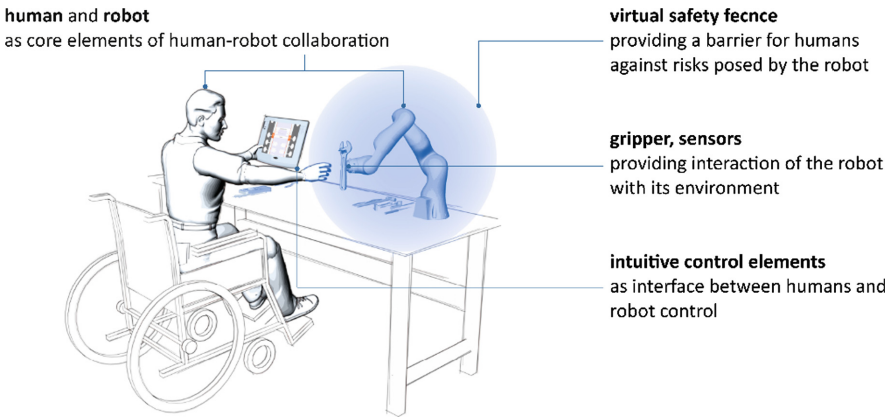 human and robot
as core elements of human-robot collaboration
virtual safety fecnce
providing a barrier for humans
against risks posed by the robot
gripper, sensors
providing interaction of the robot
with its environment
intuitive control elements
as interface between humans and
robot control